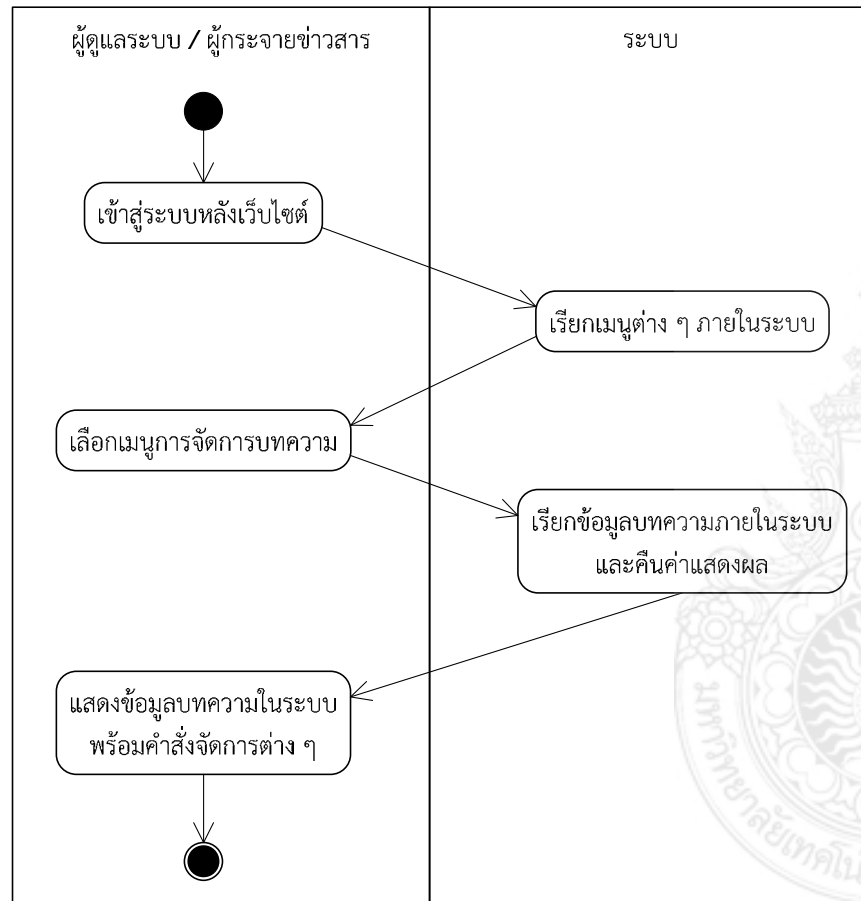 ผู้ดูแลระบบ / ผู้กระจายข่าวสาร
ระบบ
เข้าสู่ระบบหลังเว็บไซต์
เรียกเมนูต่าง ๆ ภายในระบบ
เลือกเมนูการจัดการบทความ
เรียกข้อมูลบทความภายในระบบ
และคืนค่าแสดงผล
แสดงข้อมูลบทความในระบบ
พร้อมคำสั่งจัดการต่าง ๆ